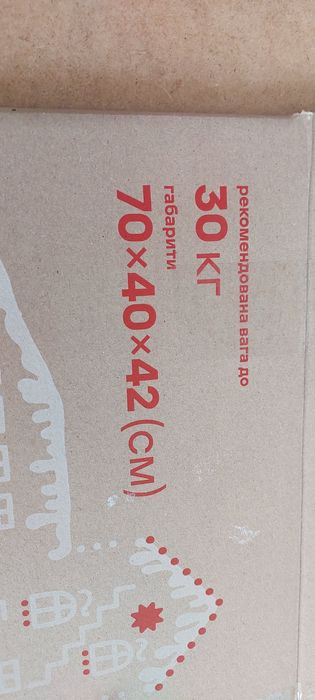 рекомендована вага до
30 кг
габарити
70×40×42 (см)